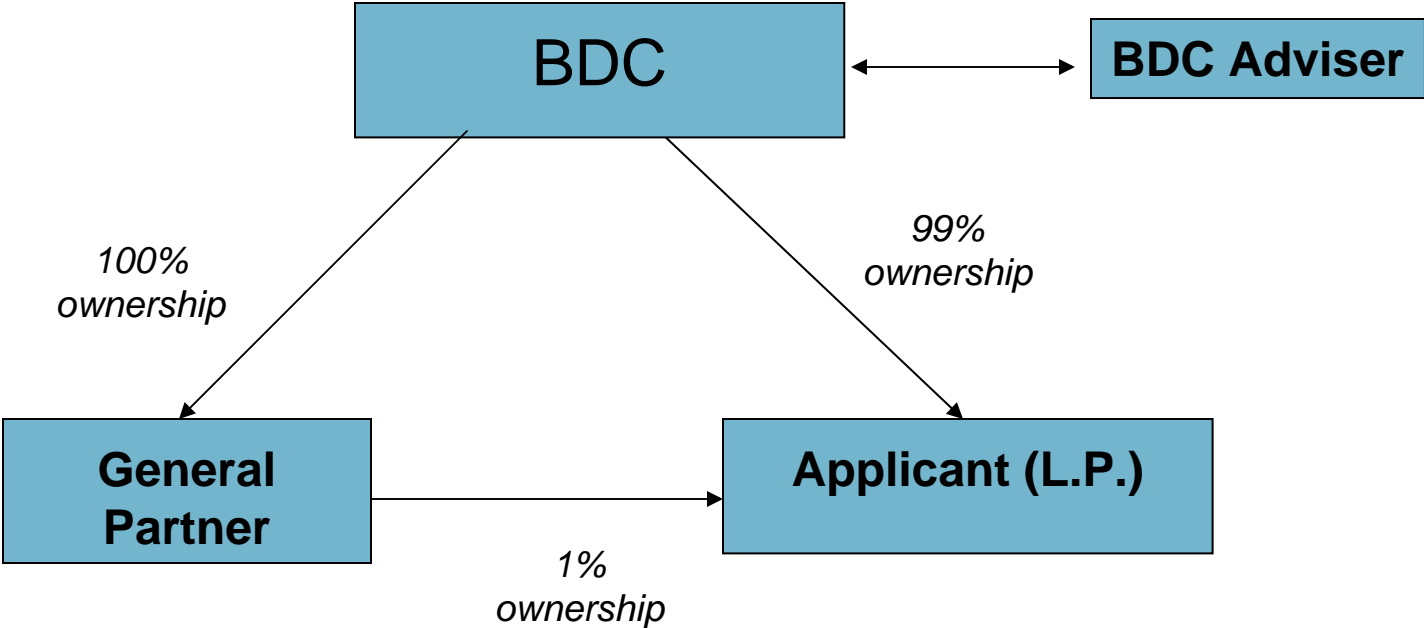 BDC
BDC Adviser
100%
ownership
99%
ownership
General
Partner
Applicant (L.P.)
1%
ownership